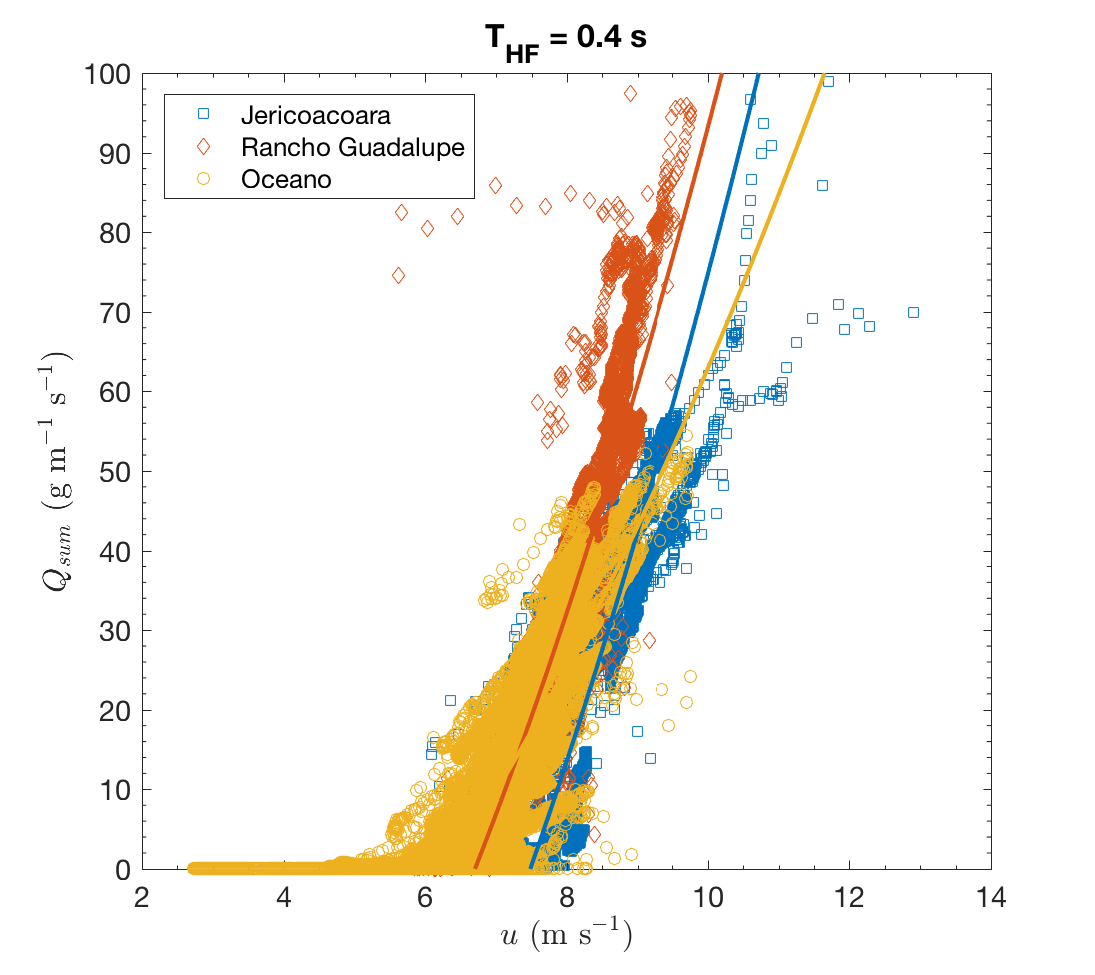 T_HF = 0.4 s
Jericoacoara
Rancho Guadalupe
Oceano
100
90
80
70
60
50
40
30
20
10
0
Q_sum (g m⁻¹ s⁻¹)
2 4 6 8 10 12 14
u (m s⁻¹)